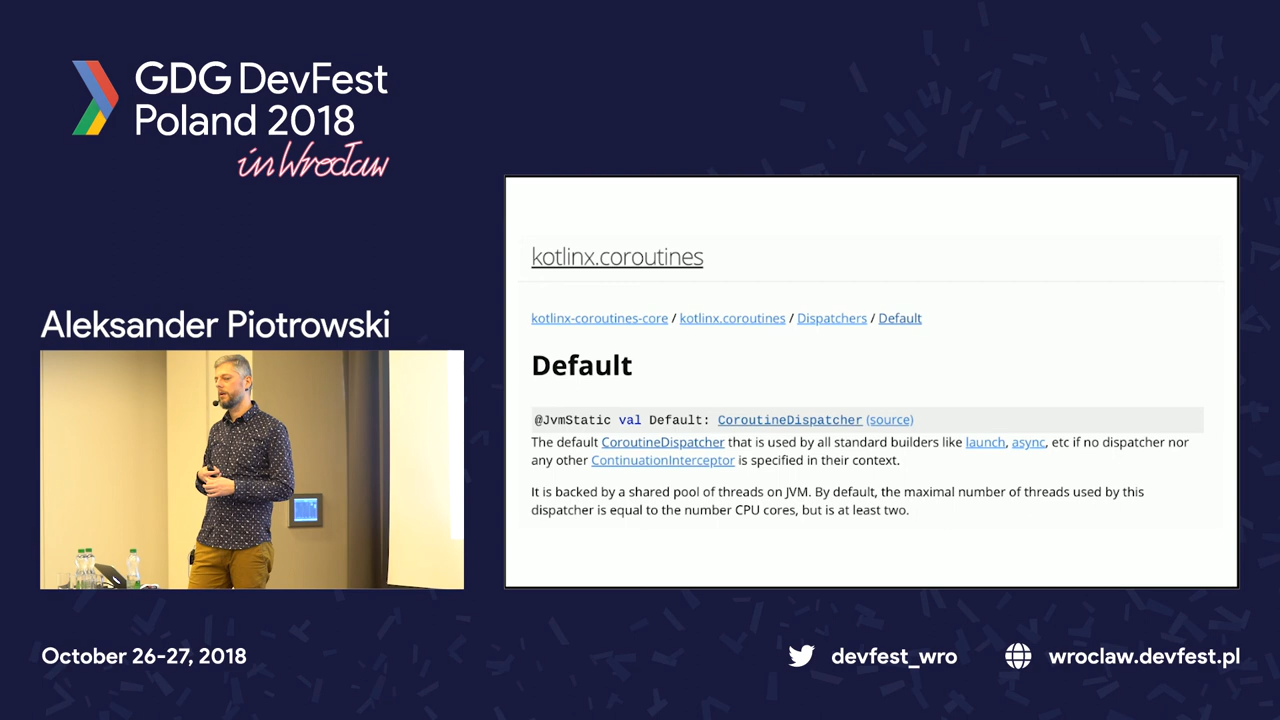 GDG DevFest
Poland 2018
in Wrocław
Aleksander Piotrowski
kotlinx.coroutines
kotlinx-coroutines-core / kotlinx.coroutines / Dispatchers / Default
Default
@JvmStatic val Default: CoroutineDispatcher (source)
The default CoroutineDispatcher that is used by all standard builders like launch, async, etc if no dispatcher nor
any other ContinuationInterceptor is specified in their context.
It is backed by a shared pool of threads on JVM. By default, the maximal number of threads used by this
dispatcher is equal to the number CPU cores, but is at least two.
October 26-27, 2018
devfest_wro
wroclaw.devfest.pl